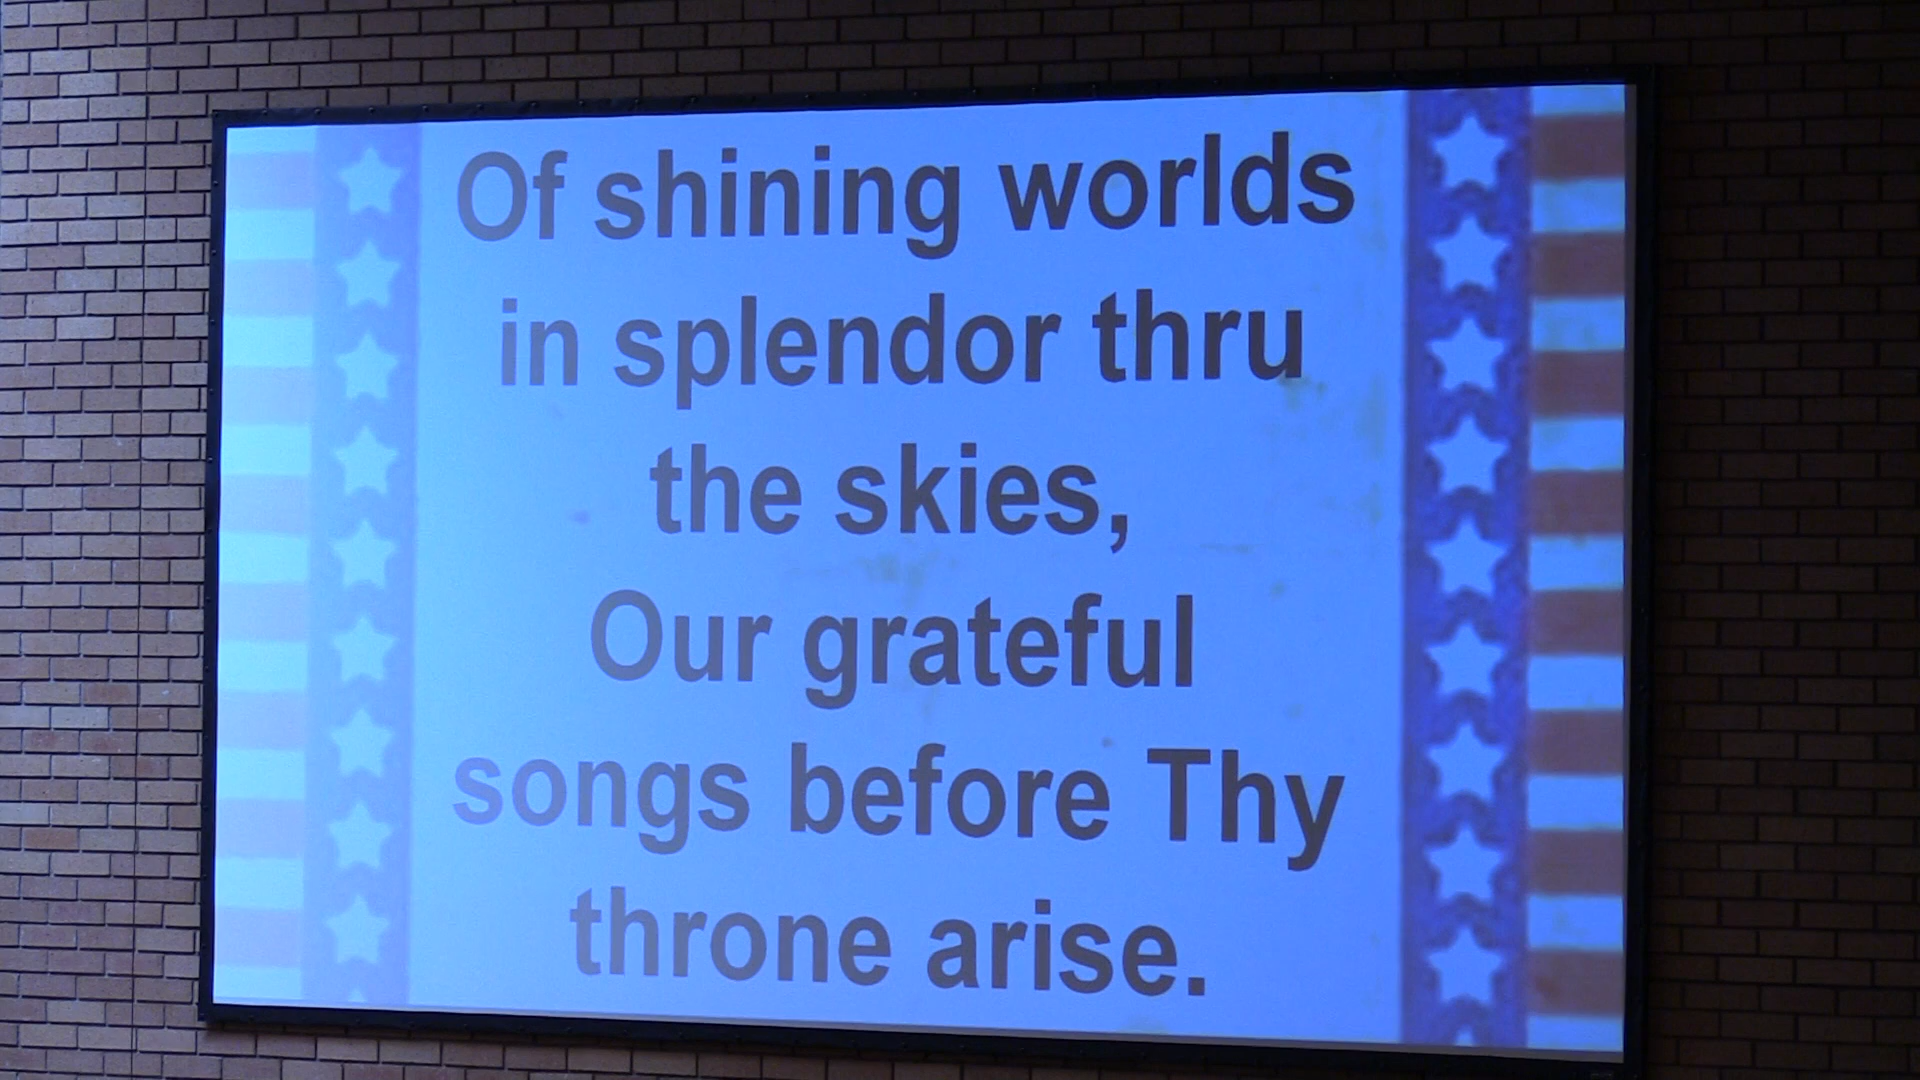 Of shining worlds
in splendor thru
the skies,
Our grateful
songs before Thy
throne arise.